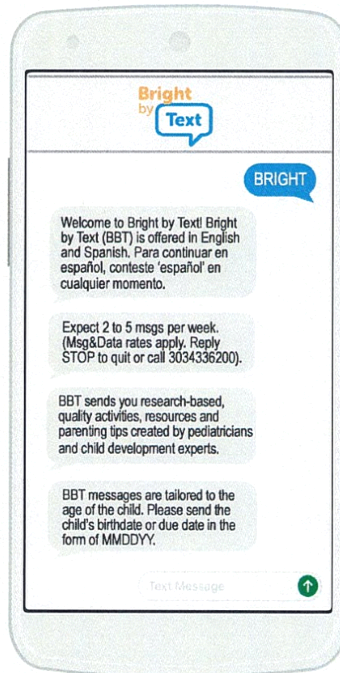 Bright
by
Text
BRIGHT
Welcome to Bright by Text! Bright
by Text (BBT) is offered in English
and Spanish. Para continuar en
español, conteste 'español' en
cualquier momento.
Expect 2 to 5 msgs per week.
(Msg&Data rates apply. Reply
STOP to quit or call 3034336200).
BBT sends you research-based,
quality activities, resources and
parenting tips created by pediatricians
and child development experts.
BBT messages are tailored to the
age of the child. Please send the
child's birthdate or due date in the
form of MMDDYY.
Text Message